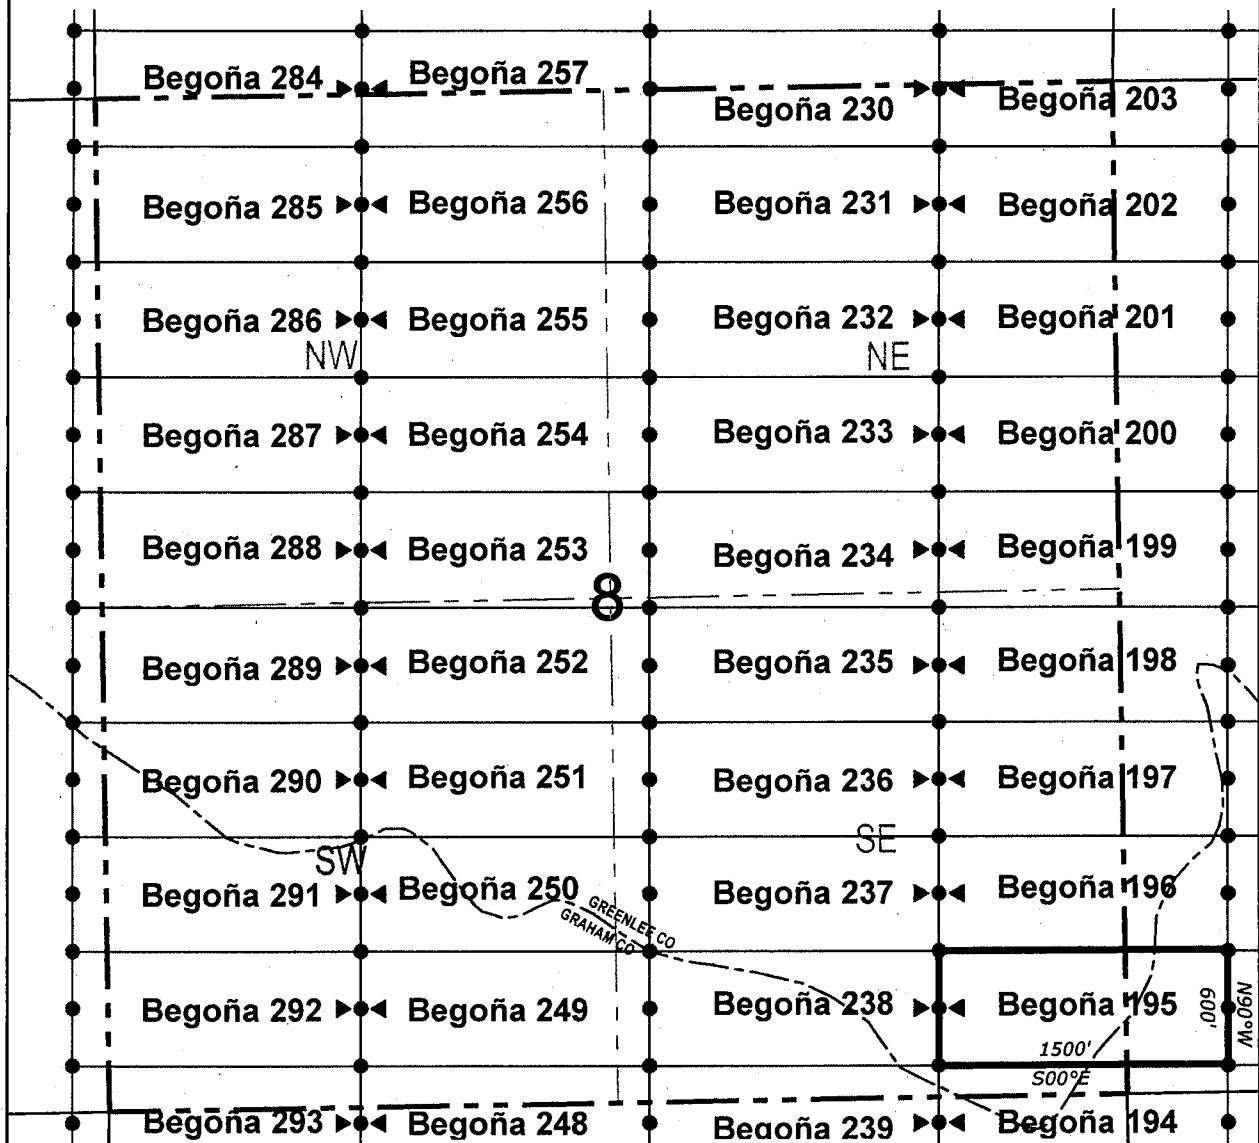 Begoña 284
Begoña 257
Begoña 230
Begoña 203
Begoña 285
Begoña 256
Begoña 231
Begoña 202
Begoña 286
Begoña 255
Begoña 232
Begoña 201
NW
NE
Begoña 287
Begoña 254
Begoña 233
Begoña 200
Begoña 288
Begoña 253
Begoña 234
Begoña 199
8
Begoña 289
Begoña 252
Begoña 235
Begoña 198
Begoña 290
Begoña 251
Begoña 236
Begoña 197
SW
SE
Begoña 291
Begoña 250
Begoña 237
Begoña 196
GREENLEE CO
GRAHAM CO
Begoña 292
Begoña 249
Begoña 238
Begoña 195
600'
N90°W
1500'
S00°E
Begoña 293
Begoña 248
Begoña 239
Begoña 194